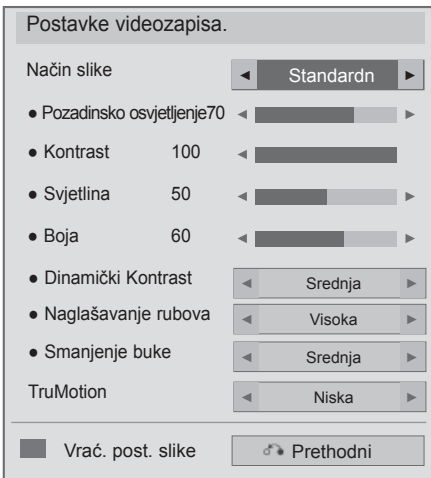 Postavke videozapisa.
Način slike ◄ Standardn ►
● Pozadinsko osvjetljenje70 ◄ ►
● Kontrast 100 ◄
● Svjetlina 50 ◄ ►
● Boja 60 ◄ ►
● Dinamički Kontrast ◄ Srednja ►
● Naglašavanje rubova ◄ Visoka ►
● Smanjenje buke ◄ Srednja ►
TruMotion ◄ Niska ►
Vrać. post. slike Prethodni